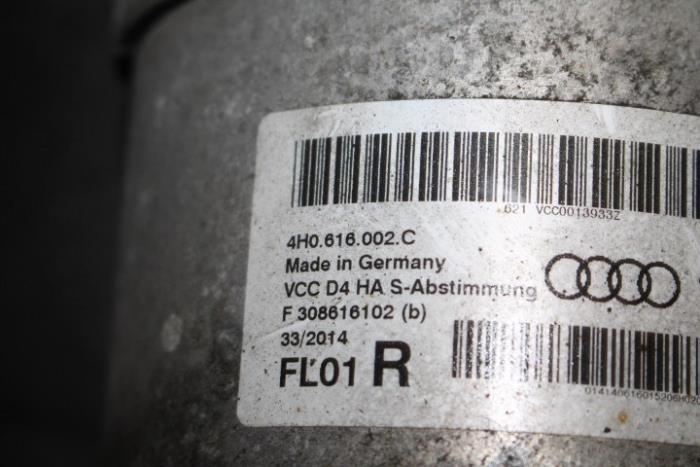 621 VCC0013933Z
4H0.616.002.C
Made in Germany
VCC D4 HA S-Abstimmung
F 308616102 (b)
33/2014
FL01 R